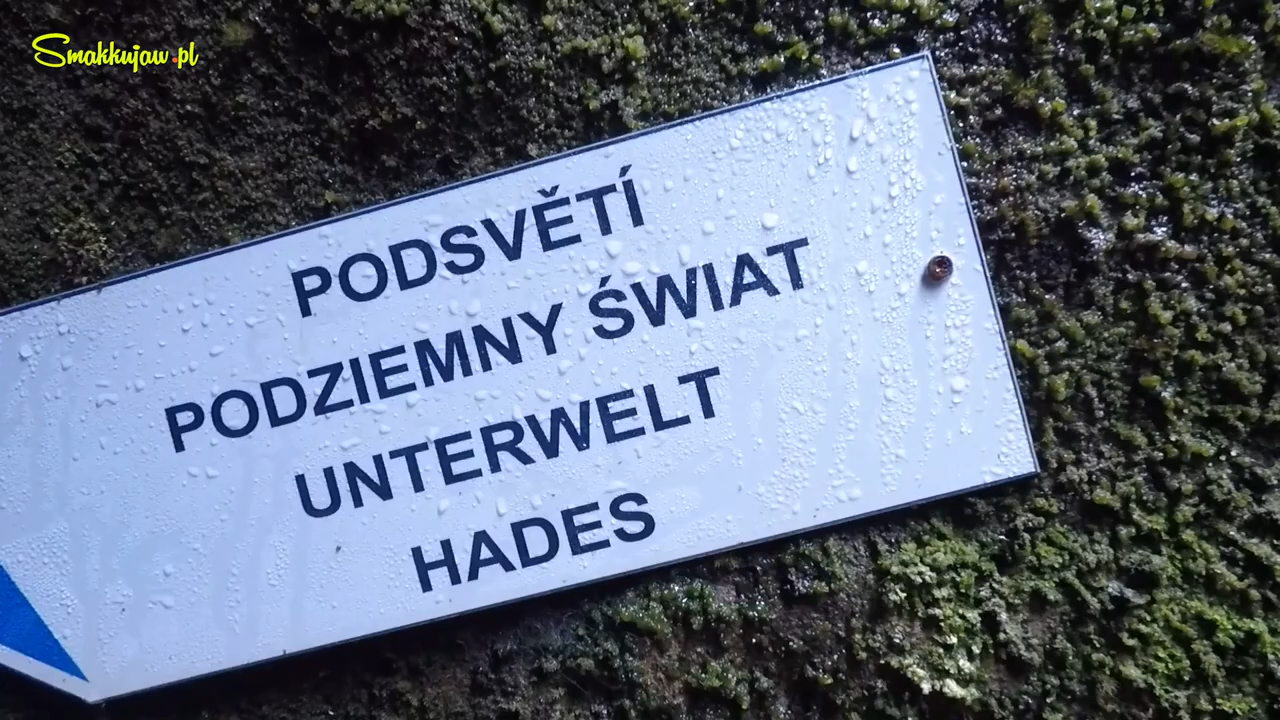 Smakkujaw.pl
PODSVĚTÍ
PODZIEMNY ŚWIAT
UNTERWELT
HADES